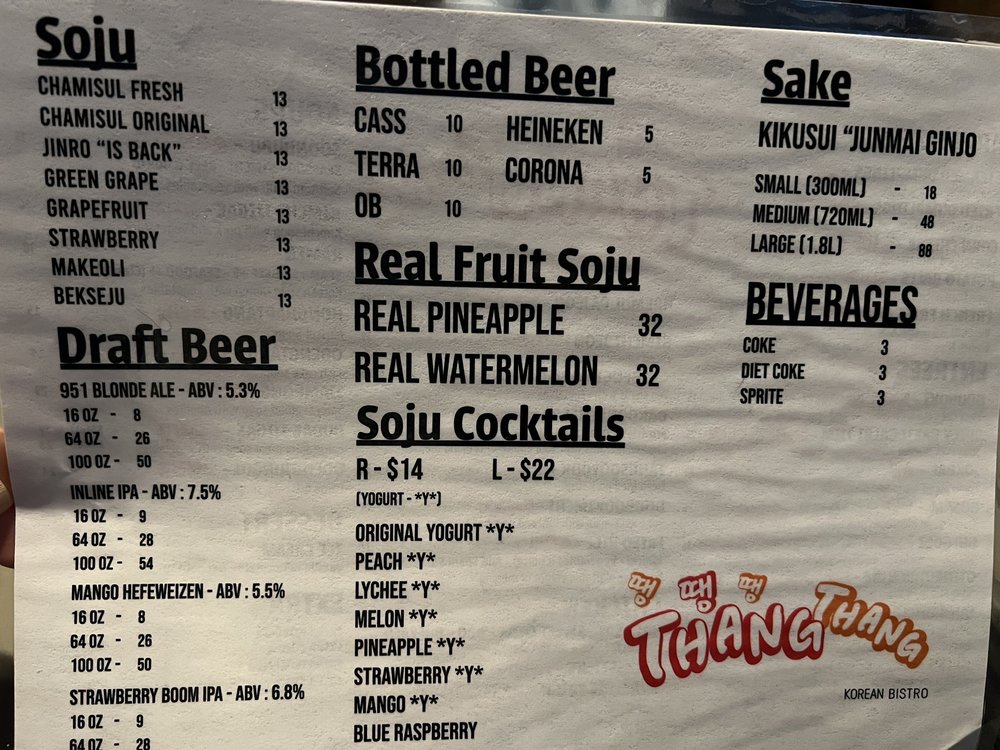 Soju
CHAMISUL FRESH 13
CHAMISUL ORIGINAL 13
JINRO "IS BACK" 13
GREEN GRAPE 13
GRAPEFRUIT 13
STRAWBERRY 13
MAKEOLI 13
BEKSEJU 13
Draft Beer
951 BLONDE ALE - ABV : 5.3%
16 OZ - 8
64 OZ - 26
100 OZ - 50
INLINE IPA - ABV : 7.5%
16 OZ - 9
64 OZ - 28
100 OZ - 54
MANGO HEFEWEIZEN - ABV : 5.5%
16 OZ - 8
64 OZ - 26
100 OZ - 50
STRAWBERRY BOOM IPA - ABV : 6.8%
16 OZ - 9
64 OZ - 28
Bottled Beer
CASS 10 HEINEKEN 5
TERRA 10 CORONA 5
OB 10
Real Fruit Soju
REAL PINEAPPLE 32
REAL WATERMELON 32
Soju Cocktails
R - $14 L - $22
(YOGURT - *Y*)
ORIGINAL YOGURT *Y*
PEACH *Y*
LYCHEE *Y*
MELON *Y*
PINEAPPLE *Y*
STRAWBERRY *Y*
MANGO *Y*
BLUE RASPBERRY
Sake
KIKUSUI "JUNMAI GINJO
SMALL (300ML) - 18
MEDIUM (720ML) - 48
LARGE (1.8L) - 88
BEVERAGES
COKE 3
DIET COKE 3
SPRITE 3
땡 땡 땡
THANG THANG
KOREAN BISTRO